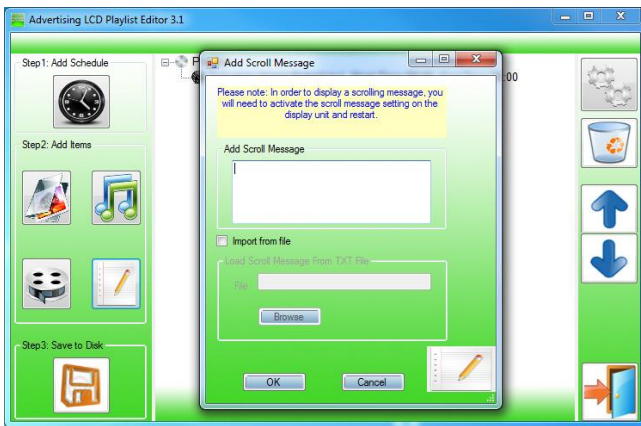 Advertising LCD Playlist Editor 3.1
Step1: Add Schedule
Step2: Add Items
Step3: Save to Disk
P
:00
Add Scroll Message
Please note: In order to display a scrolling message, you
will need to activate the scroll message setting on the
display unit and restart.
Add Scroll Message
Import from file
Load Scroll Message From TXT File
File
Browse
OK
Cancel